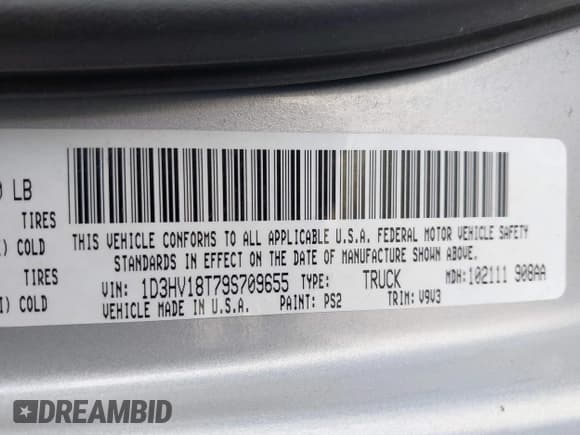 0 LB
TIRES
I) COLD
TIRES
I) COLD
THIS VEHICLE CONFORMS TO ALL APPLICABLE U.S.A. FEDERAL MOTOR VEHICLE SAFETY
STANDARDS IN EFFECT ON THE DATE OF MANUFACTURE SHOWN ABOVE.
VIN: 1D3HV18T79S709655 TYPE: TRUCK MDH: 102111 908AA
VEHICLE MADE IN U.S.A. PAINT: PS2 TRIM: V9V3
DREAMBID